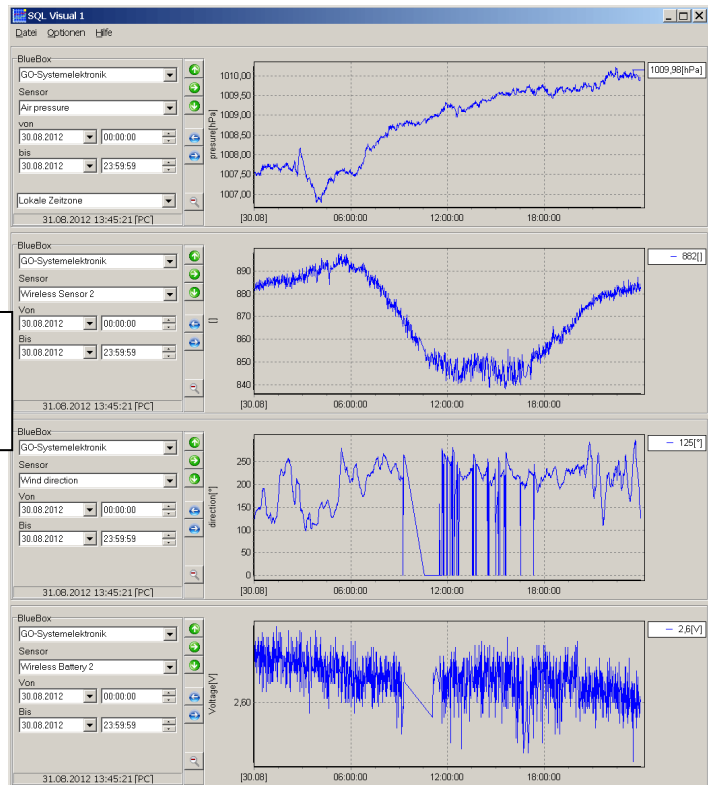 SQL Visual 1
Datei Optionen Hilfe
BlueBox
GO-Systemelektronik
Sensor
Air pressure
von
30.08.2012 00:00:00
bis
30.08.2012 23:59:59
Lokale Zeitzone
31.08.2012 13:45:21 [PC]
presure[hPa]
1010,00
1009,50
1009,00
1008,50
1008,00
1007,50
1007,00
[30.08] 06:00:00 12:00:00 18:00:00
1009,98[hPa]
BlueBox
GO-Systemelektronik
Sensor
Wireless Sensor 2
Von
30.08.2012 00:00:00
Bis
30.08.2012 23:59:59
31.08.2012 13:45:21 [PC]
[]
890
880
870
860
850
840
[30.08] 06:00:00 12:00:00 18:00:00
882[]
BlueBox
GO-Systemelektronik
Sensor
Wind direction
Von
30.08.2012 00:00:00
Bis
30.08.2012 23:59:59
31.08.2012 13:45:21 [PC]
direction[°]
250
200
150
100
50
0
[30.08] 06:00:00 12:00:00 18:00:00
125[°]
BlueBox
GO-Systemelektronik
Sensor
Wireless Battery 2
Von
30.08.2012 00:00:00
Bis
30.08.2012 23:59:59
31.08.2012 13:45:21 [PC]
Voltage[V]
2,60
[30.08] 06:00:00 12:00:00 18:00:00
2,6[V]